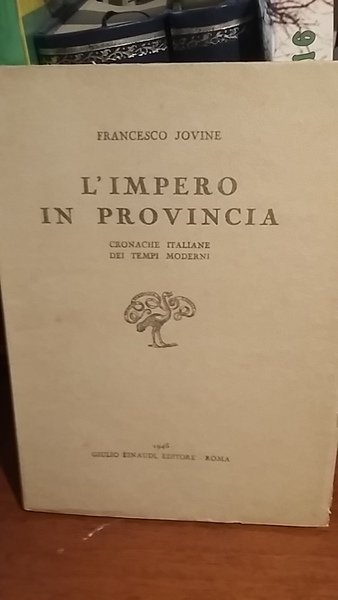 FRANCESCO JOVINE
L'IMPERO
IN PROVINCIA
CRONACHE ITALIANE
DEI TEMPI MODERNI
GIULIO EINAUDI, EDITORE ROMA